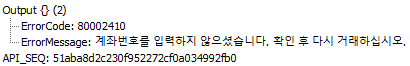 Output {} (2)
ErrorCode: 80002410
ErrorMessage: 계좌번호를 입력하지 않으셨습니다. 확인 후 다시 거래하십시오.
API_SEQ: 51aba8d2c230f952272cf0a034992fb0